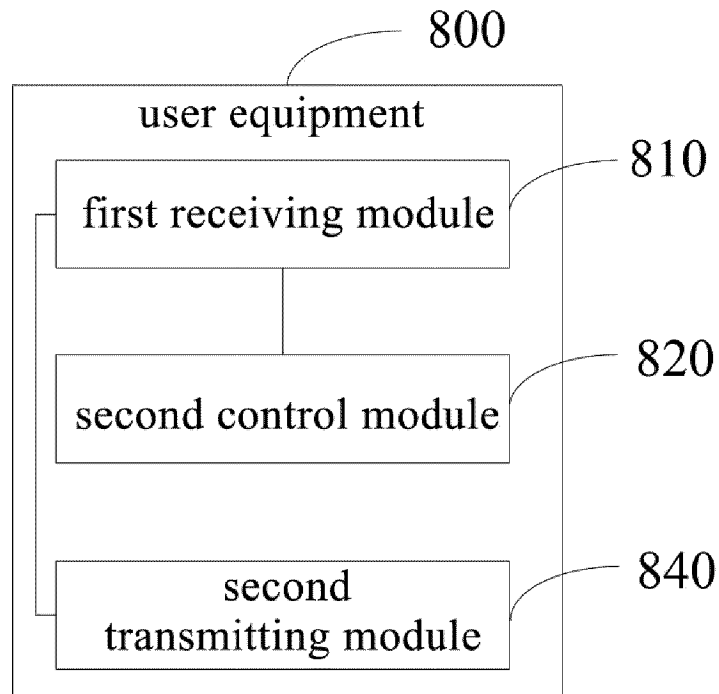 800
user equipment
810
first receiving module
820
second control module
840
second
transmitting module